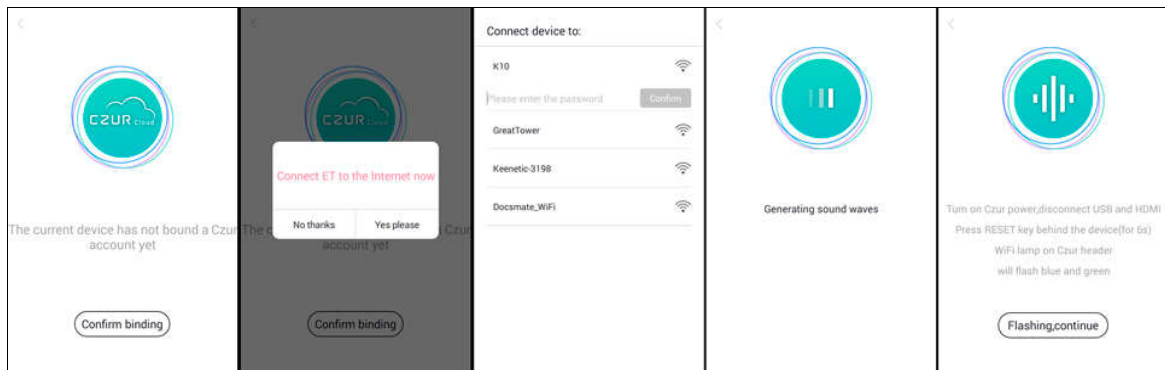 CZUR Cloud
The current device has not bound a Czur
account yet
Confirm binding
CZUR Cloud
Connect ET to the Internet now
No thanks
Yes please
The c
Czur
account yet
Confirm binding
Connect device to:
K10
Please enter the password
Confirm
GreatTower
Keenetic-3198
Docsmate_WiFi
Generating sound waves
Turn on Czur power,disconnect USB and HDMI
Press RESET key behind the device(for 6s)
WiFi lamp on Czur header
will flash blue and green
Flashing,continue